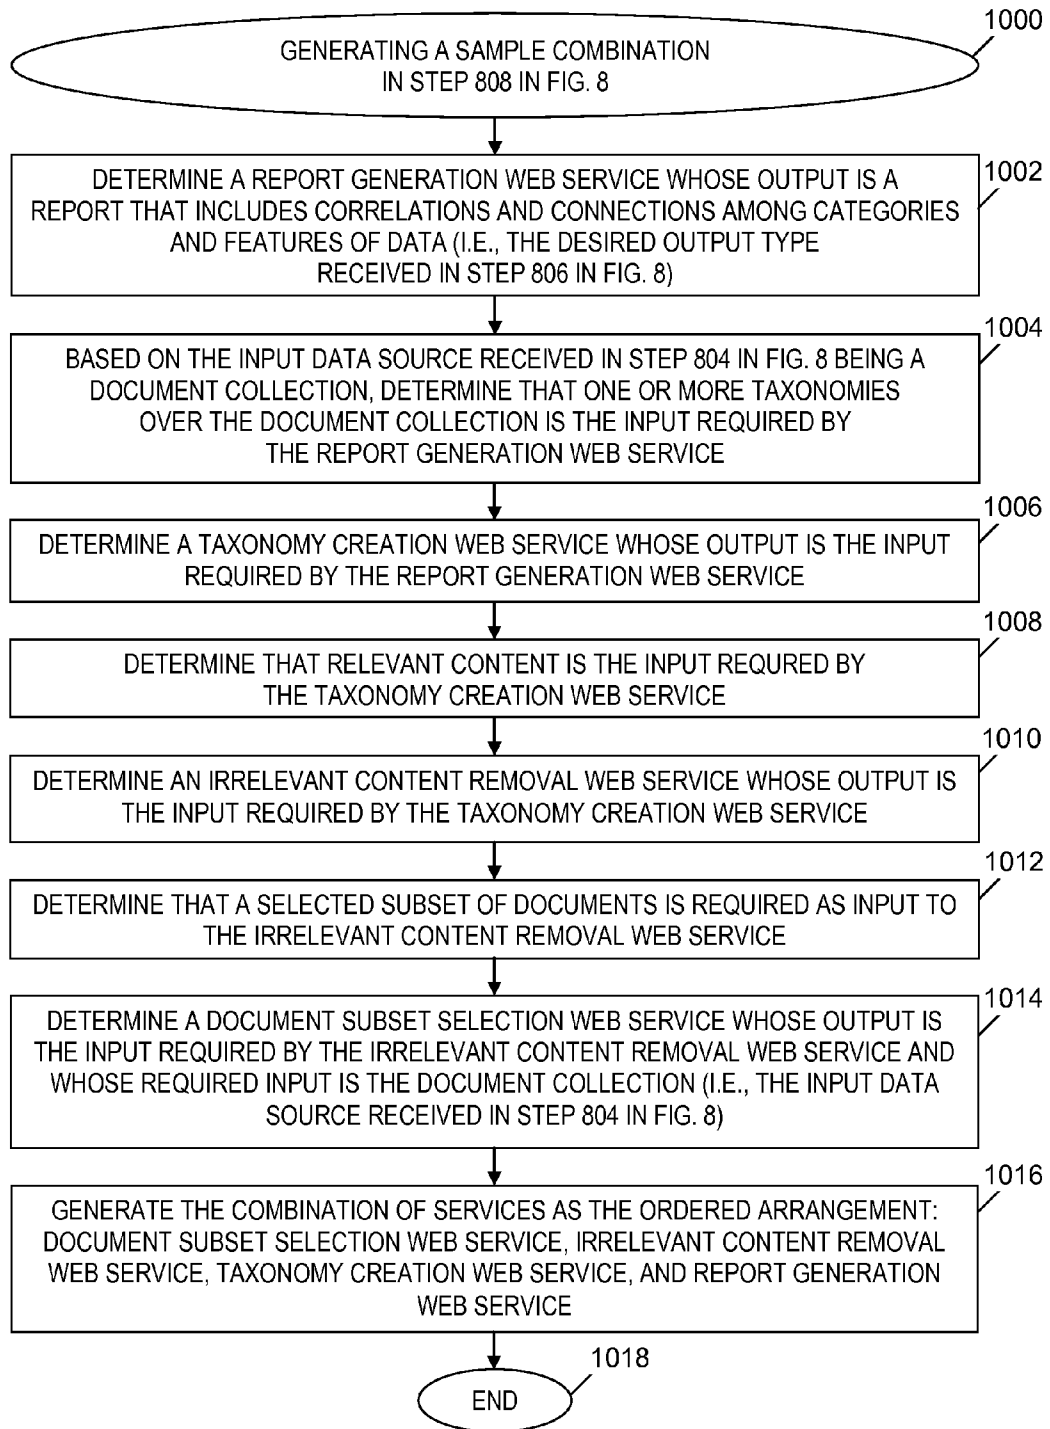 1000
GENERATING A SAMPLE COMBINATION
IN STEP 808 IN FIG. 8
1002
DETERMINE A REPORT GENERATION WEB SERVICE WHOSE OUTPUT IS A
REPORT THAT INCLUDES CORRELATIONS AND CONNECTIONS AMONG CATEGORIES
AND FEATURES OF DATA (I.E., THE DESIRED OUTPUT TYPE
RECEIVED IN STEP 806 IN FIG. 8)
1004
BASED ON THE INPUT DATA SOURCE RECEIVED IN STEP 804 IN FIG. 8 BEING A
DOCUMENT COLLECTION, DETERMINE THAT ONE OR MORE TAXONOMIES
OVER THE DOCUMENT COLLECTION IS THE INPUT REQUIRED BY
THE REPORT GENERATION WEB SERVICE
1006
DETERMINE A TAXONOMY CREATION WEB SERVICE WHOSE OUTPUT IS THE INPUT
REQUIRED BY THE REPORT GENERATION WEB SERVICE
1008
DETERMINE THAT RELEVANT CONTENT IS THE INPUT REQURED BY
THE TAXONOMY CREATION WEB SERVICE
1010
DETERMINE AN IRRELEVANT CONTENT REMOVAL WEB SERVICE WHOSE OUTPUT IS
THE INPUT REQUIRED BY THE TAXONOMY CREATION WEB SERVICE
1012
DETERMINE THAT A SELECTED SUBSET OF DOCUMENTS IS REQUIRED AS INPUT TO
THE IRRELEVANT CONTENT REMOVAL WEB SERVICE
1014
DETERMINE A DOCUMENT SUBSET SELECTION WEB SERVICE WHOSE OUTPUT IS
THE INPUT REQUIRED BY THE IRRELEVANT CONTENT REMOVAL WEB SERVICE AND
WHOSE REQUIRED INPUT IS THE DOCUMENT COLLECTION (I.E., THE INPUT DATA
SOURCE RECEIVED IN STEP 804 IN FIG. 8)
1016
GENERATE THE COMBINATION OF SERVICES AS THE ORDERED ARRANGEMENT:
DOCUMENT SUBSET SELECTION WEB SERVICE, IRRELEVANT CONTENT REMOVAL
WEB SERVICE, TAXONOMY CREATION WEB SERVICE, AND REPORT GENERATION
WEB SERVICE
1018
END